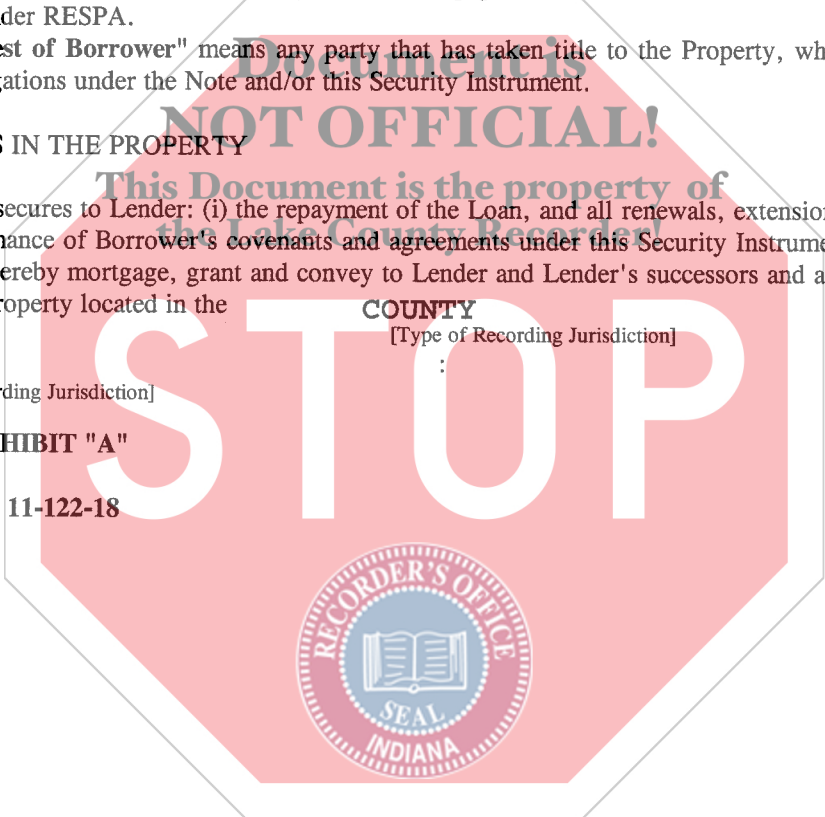 der RESPA.
st of Borrower" means any party that has taken title to the Property, wh
gations under the Note and/or this Security Instrument.
Document is
NOT OFFICIAL!
IN THE PROPERTY
This Document is the property of
the Lake County Recorder!
secures to Lender: (i) the repayment of the Loan, and all renewals, extension
nance of Borrower's covenants and agreements under this Security Instrume
ereby mortgage, grant and convey to Lender and Lender's successors and a
roperty located in the COUNTY
[Type of Recording Jurisdiction]
:
rding Jurisdiction]
HIBIT "A"
11-122-18
STOP
RECORDER'S OFFICE
SEAL
INDIANA